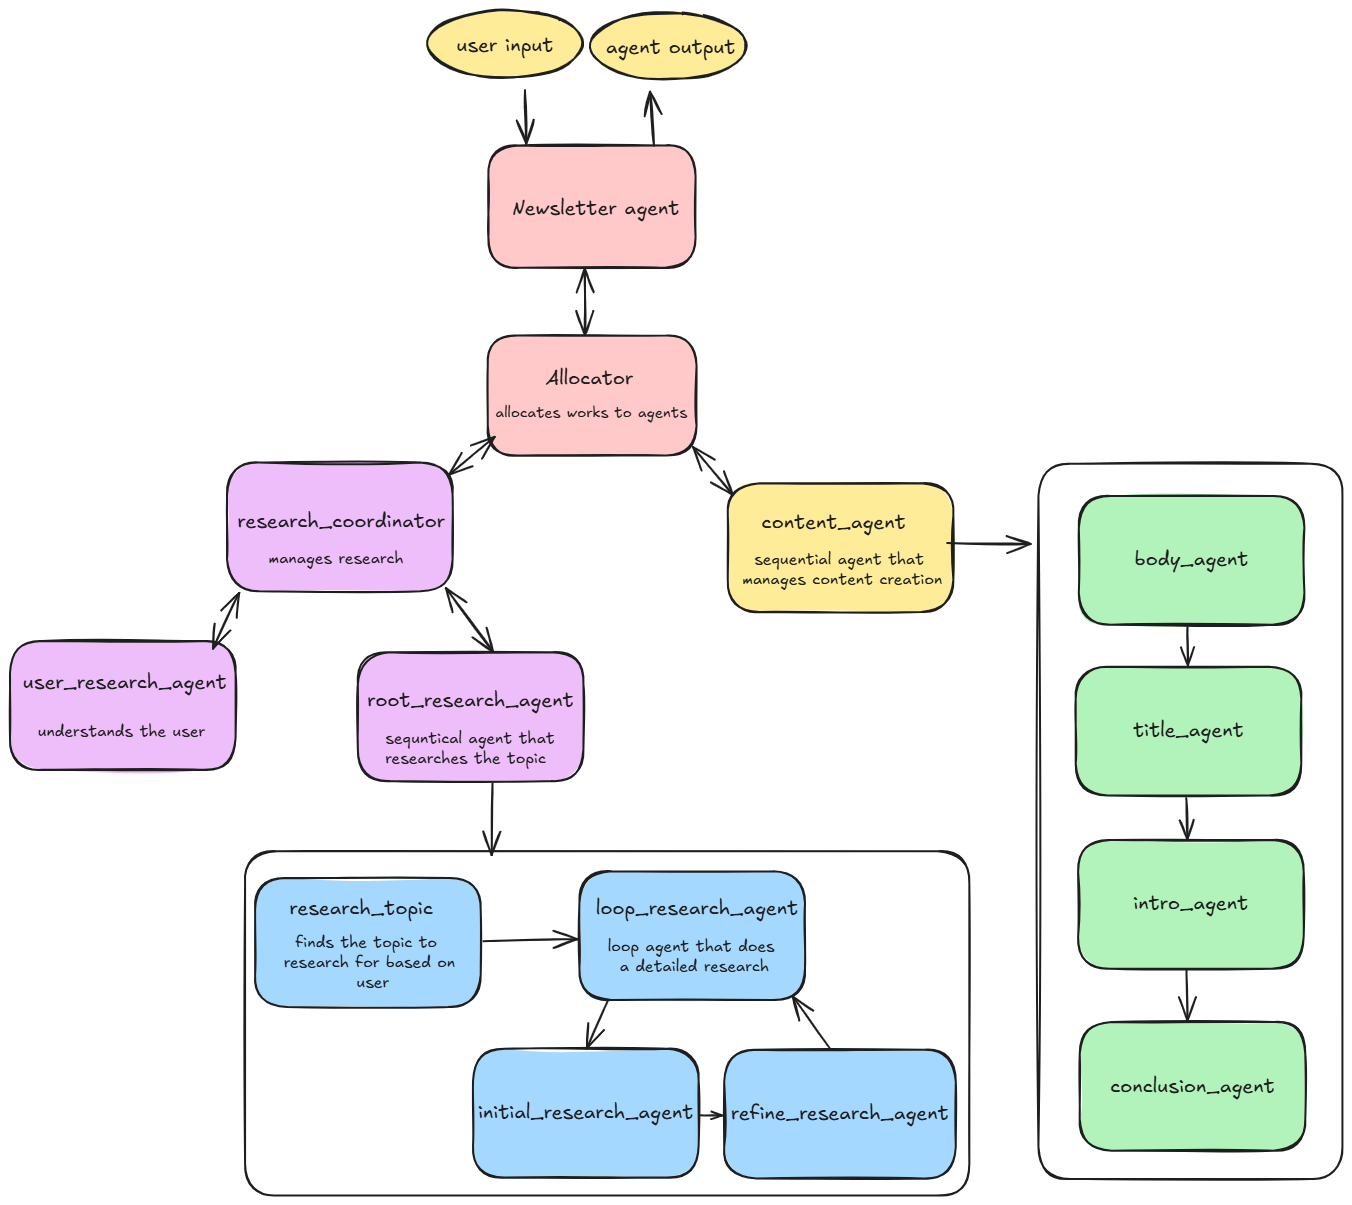 user input
agent output
Newsletter agent
Allocator
allocates works to agents
research_coordinator
manages research
content_agent
sequential agent that
manages content creation
user_research_agent
understands the user
root_research_agent
sequntical agent that
researches the topic
research_topic
finds the topic to
research for based on
user
loop_research_agent
loop agent that does
a detailed research
initial_research_agent
refine_research_agent
body_agent
title_agent
intro_agent
conclusion_agent